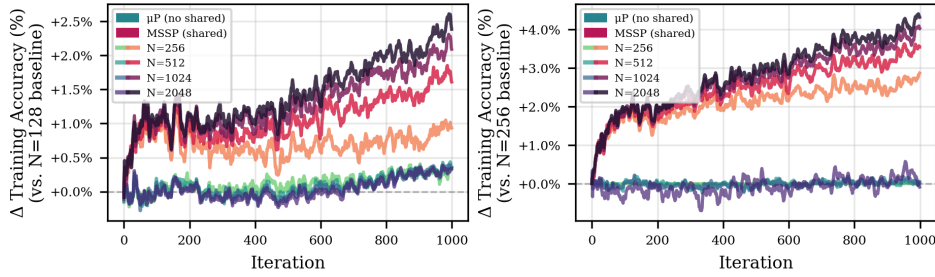 Δ Training Accuracy (%)
(vs. N=128 baseline)
+2.5%
+2.0%
+1.5%
+1.0%
+0.5%
+0.0%
μP (no shared)
MSSP (shared)
N=256
N=512
N=1024
N=2048
0
200
400
600
800
1000
Iteration
Δ Training Accuracy (%)
(vs. N=256 baseline)
+4.0%
+3.0%
+2.0%
+1.0%
+0.0%
μP (no shared)
MSSP (shared)
N=256
N=512
N=1024
N=2048
0
200
400
600
800
1000
Iteration